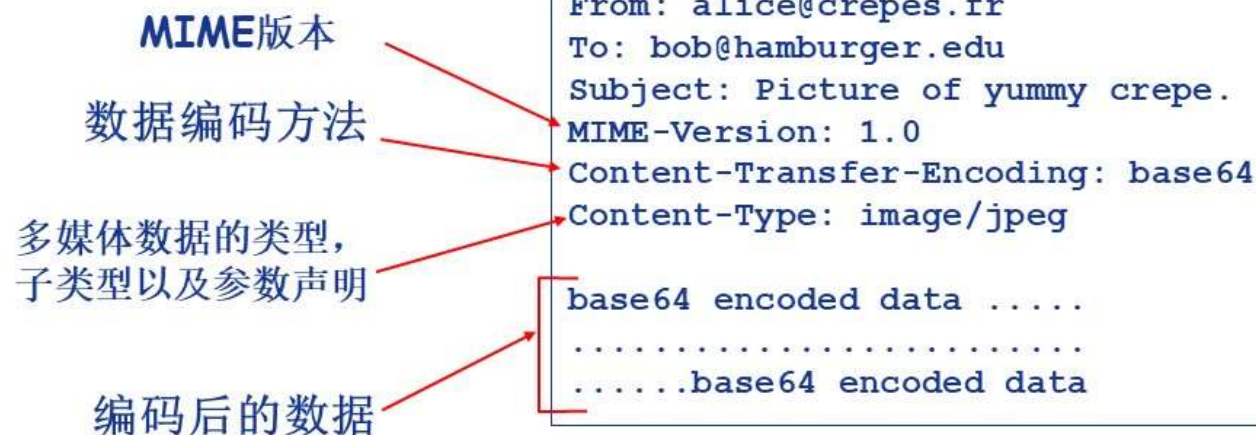 MIME版本
数据编码方法
多媒体数据的类型，
子类型以及参数声明
编码后的数据
From: alice@crepes.fr
To: bob@hamburger.edu
Subject: Picture of yummy crepe.
MIME-Version: 1.0
Content-Transfer-Encoding: base64
Content-Type: image/jpeg
base64 encoded data .....
.........................
......base64 encoded data